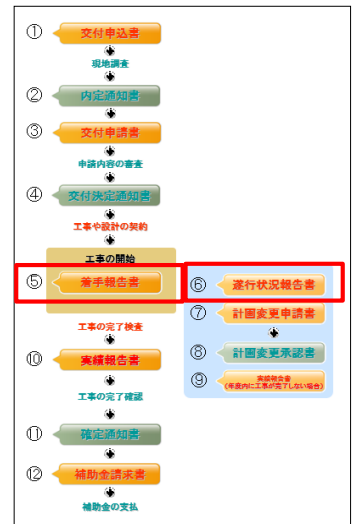 ① 交付申込書
現地調査
② 内定通知書
③ 交付申請書
申請内容の審査
④ 交付決定通知書
工事や設計の契約
工事の開始
⑤ 着手報告書
⑥ 遂行状況報告書
⑦ 計画変更申請書
⑧ 計画変更承認書
⑨ 実績報告書
(年度内に工事が完了しない場合)
工事の完了検査
⑩ 実績報告書
工事の完了確認
⑪ 確定通知書
⑫ 補助金請求書
補助金の支払